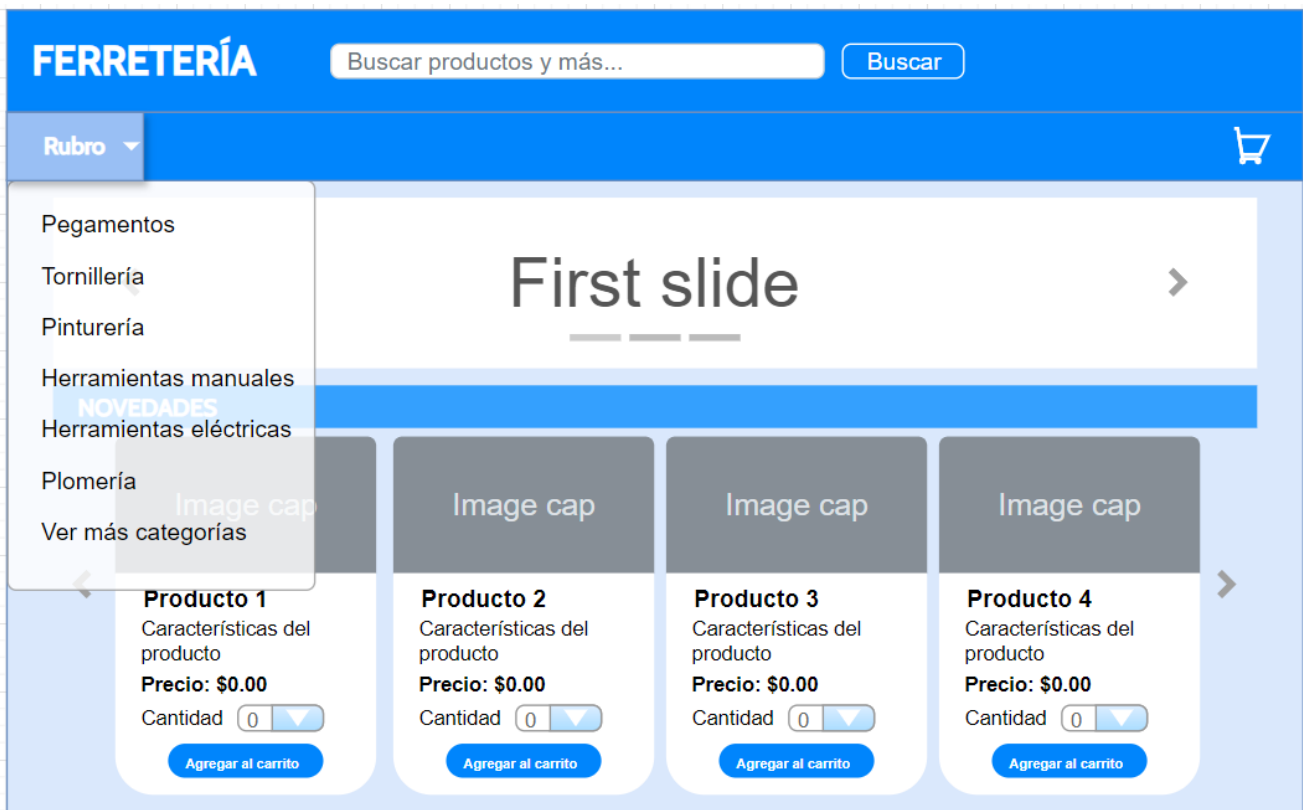 FERRETERÍA
Buscar productos y más...
Buscar
Rubro
Pegamentos
Tornillería
Pinturería
Herramientas manuales
Herramientas eléctricas
Plomería
Ver más categorías
First slide
NOVEDADES
Image cap
Image cap
Image cap
Image cap
Producto 1
Características del
producto
Precio: $0.00
Cantidad 0
Agregar al carrito
Producto 2
Características del
producto
Precio: $0.00
Cantidad 0
Agregar al carrito
Producto 3
Características del
producto
Precio: $0.00
Cantidad 0
Agregar al carrito
Producto 4
Características del
producto
Precio: $0.00
Cantidad 0
Agregar al carrito